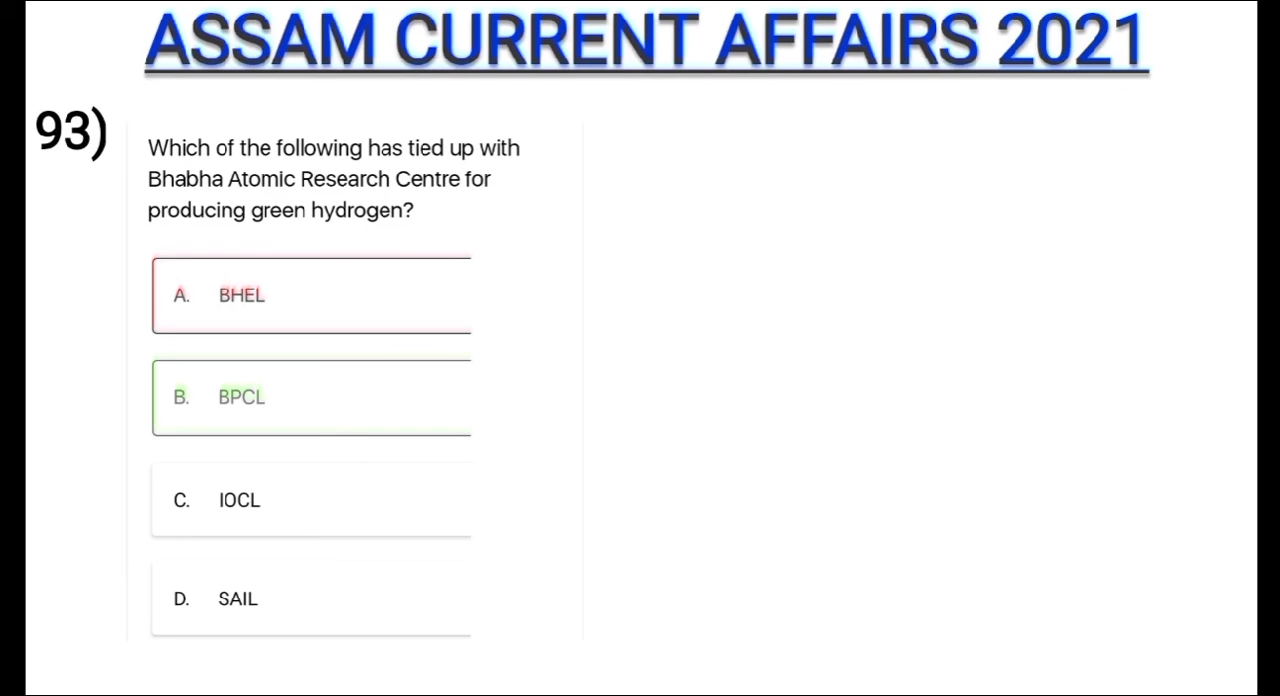 ASSAM CURRENT AFFAIRS 2021
93)
Which of the following has tied up with
Bhabha Atomic Research Centre for
producing green hydrogen?
A. BHEL
B. BPCL
C. IOCL
D. SAIL